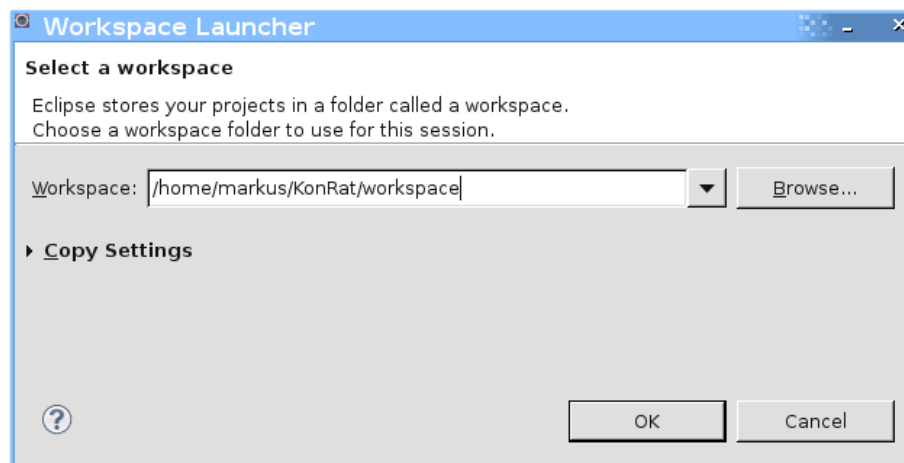 Workspace Launcher
Select a workspace
Eclipse stores your projects in a folder called a workspace.
Choose a workspace folder to use for this session.
Workspace: /home/markus/KonRat/workspace Browse...
Copy Settings
? OK Cancel